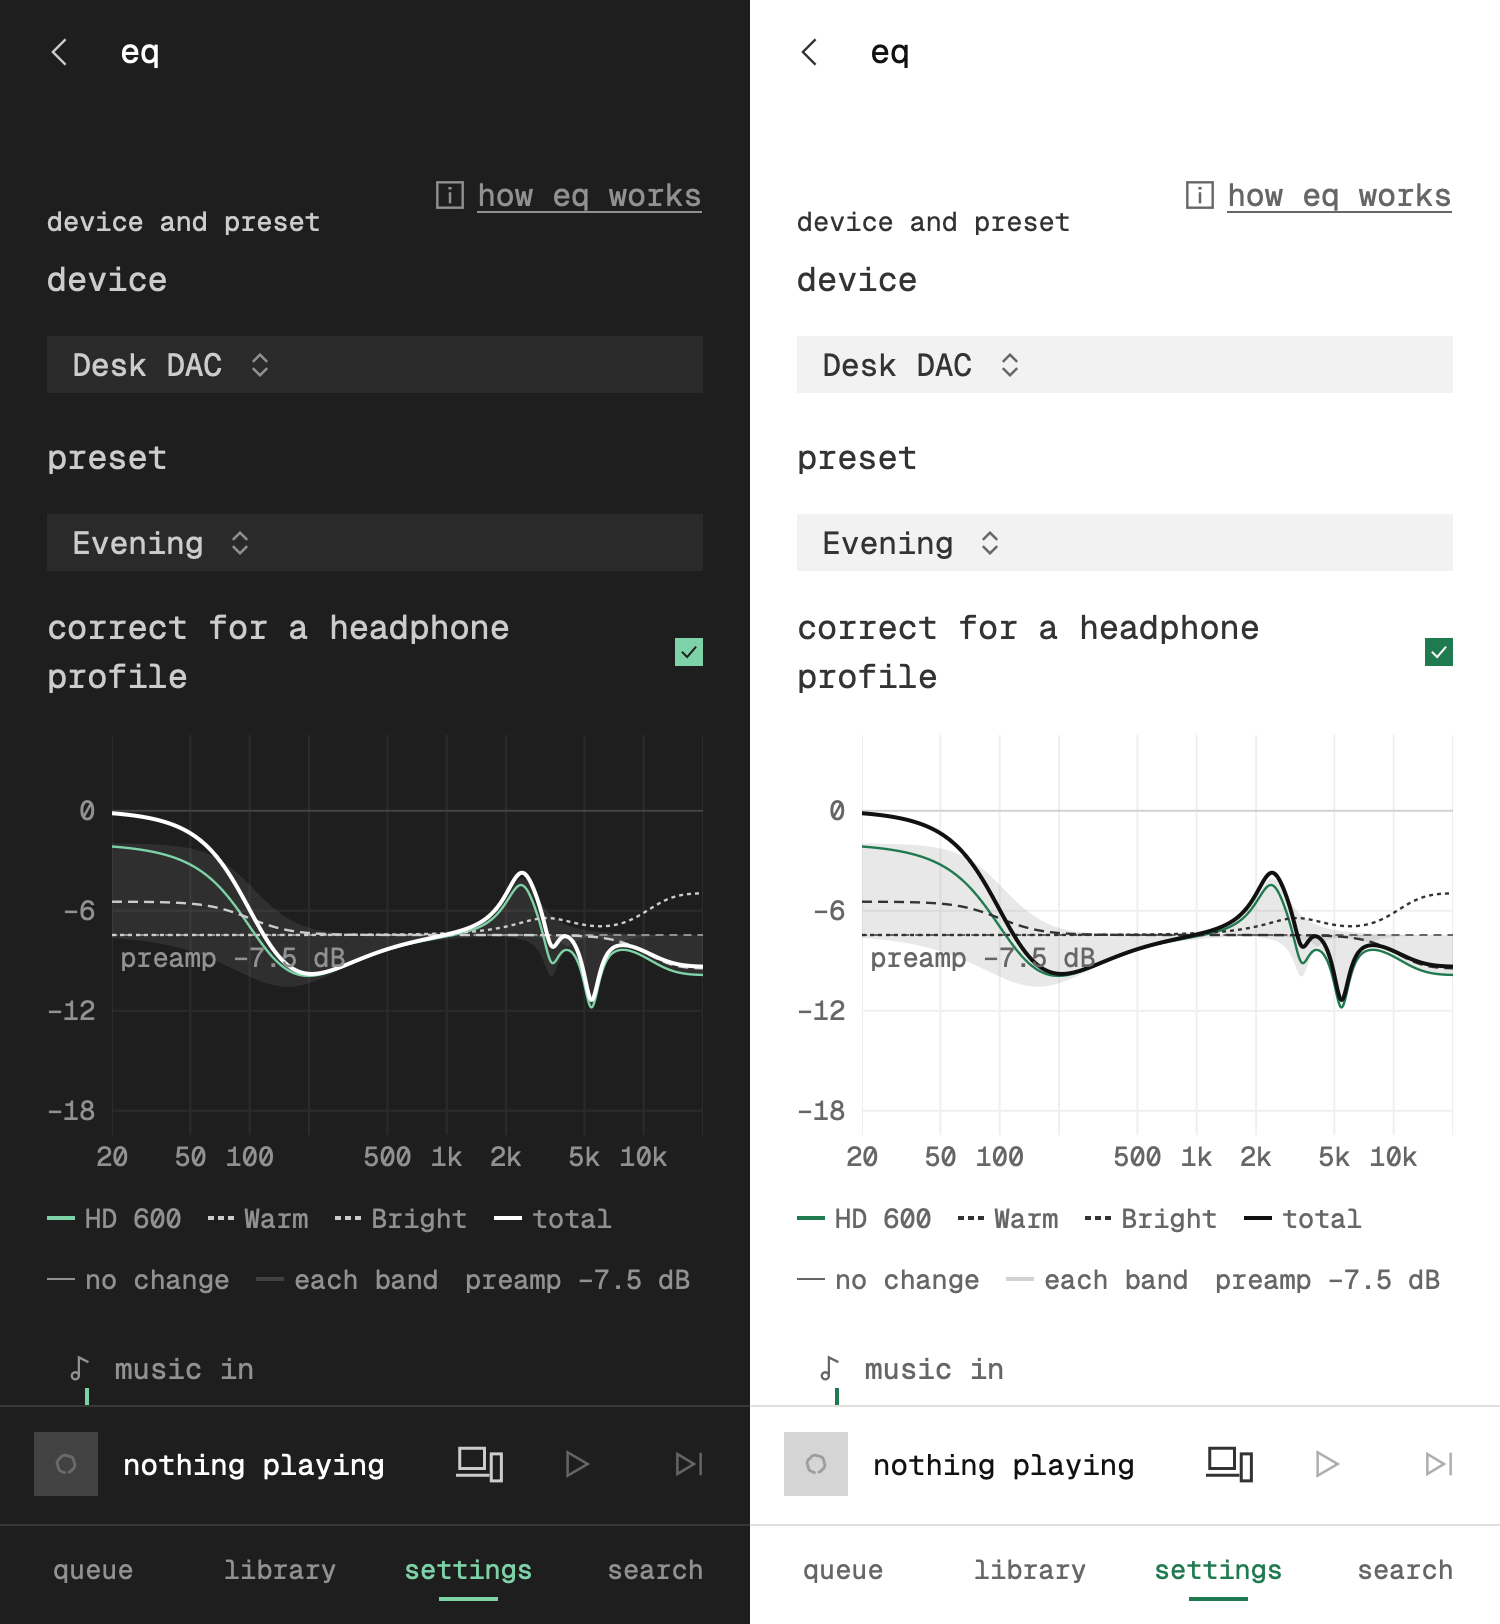 eq
how eq works
device and preset
device
Desk DAC
preset
Evening
correct for a headphone
profile
0
-6
preamp -7.5 dB
-12
-18
20 50 100 500 1k 2k 5k 10k
HD 600 Warm Bright total
no change each band preamp -7.5 dB
music in
nothing playing
queue library settings search
eq
how eq works
device and preset
device
Desk DAC
preset
Evening
correct for a headphone
profile
0
-6
preamp -7.5 dB
-12
-18
20 50 100 500 1k 2k 5k 10k
HD 600 Warm Bright total
no change each band preamp -7.5 dB
music in
nothing playing
queue library settings search